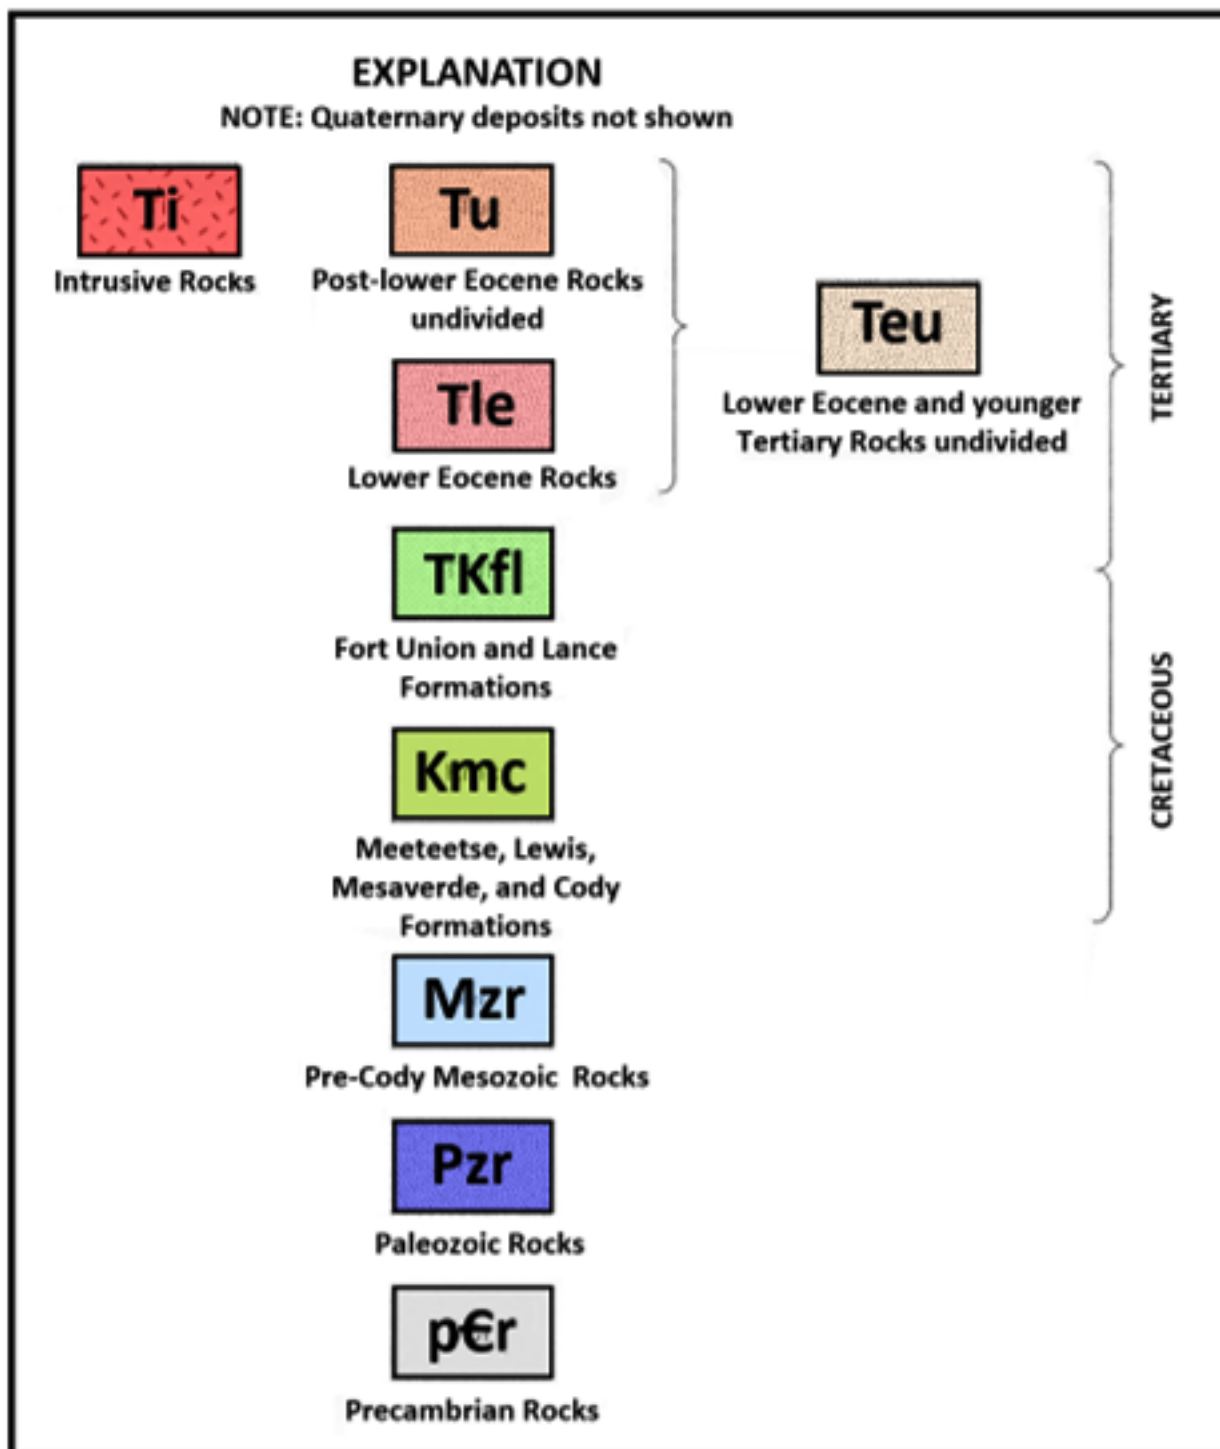 EXPLANATION
NOTE: Quaternary deposits not shown
Ti
Intrusive Rocks
Tu
Post-lower Eocene Rocks
undivided
Tle
Lower Eocene Rocks
Teu
Lower Eocene and younger
Tertiary Rocks undivided
TERTIARY
TKfl
Fort Union and Lance
Formations
Kmc
Meeteetse, Lewis,
Mesaverde, and Cody
Formations
CRETACEOUS
Mzr
Pre-Cody Mesozoic Rocks
Pzr
Paleozoic Rocks
p€r
Precambrian Rocks